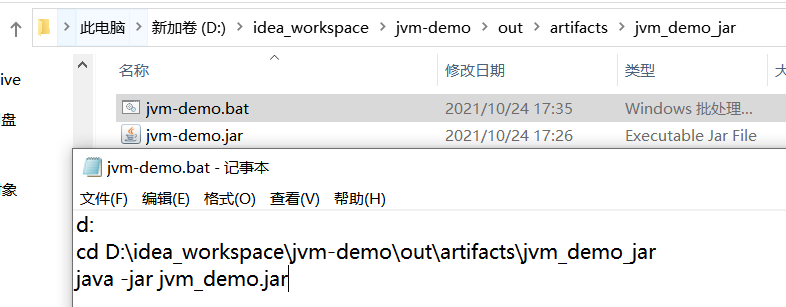 此电脑 新加卷 (D:) idea_workspace jvm-demo out artifacts jvm_demo_jar
ive
名称 修改日期 类型
盘
jvm-demo.bat 2021/10/24 17:35 Windows 批处理...
jvm-demo.jar 2021/10/24 17:26 Executable Jar File
jvm-demo.bat - 记事本
对象
文件(F) 编辑(E) 格式(O) 查看(V) 帮助(H)
d:
cd D:\idea_workspace\jvm-demo\out\artifacts\jvm_demo_jar
java -jar jvm_demo.jar